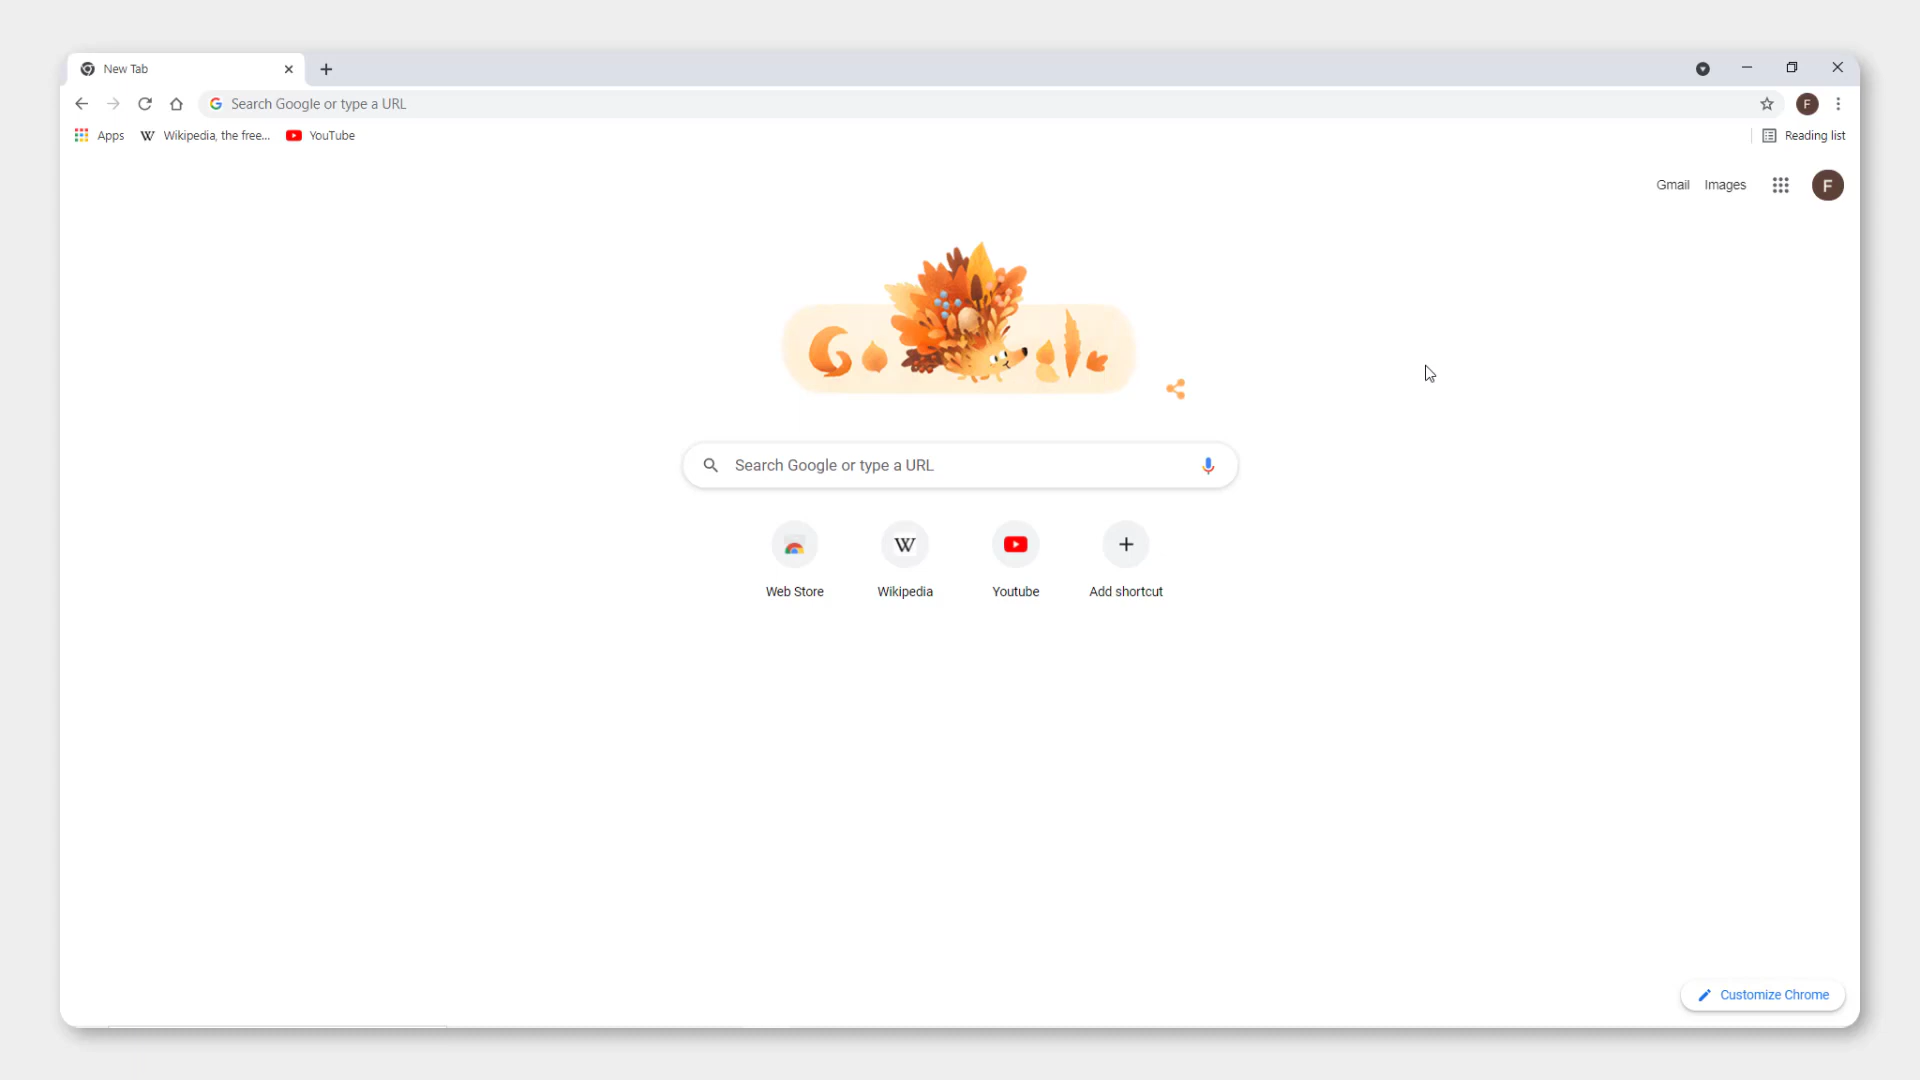 New Tab
Search Google or type a URL
F
Apps
W Wikipedia, the free...
YouTube
Reading list
Gmail
Images
F
Google
Search Google or type a URL
W
Web Store
Wikipedia
Youtube
Add shortcut
Customize Chrome